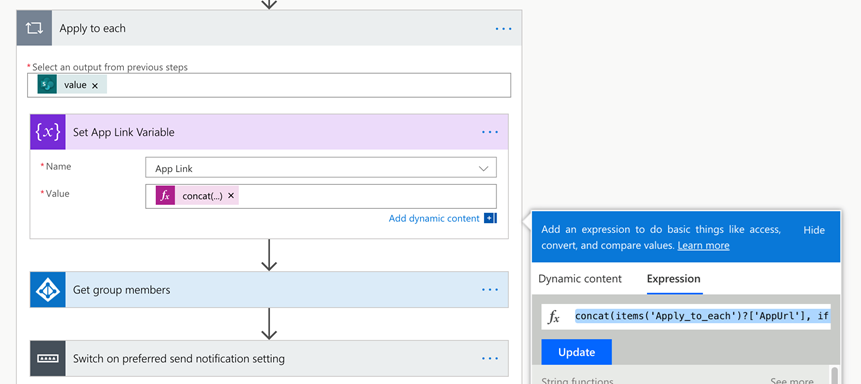 Apply to each
* Select an output from previous steps
value ×
{x} Set App Link Variable
* Name
App Link
* Value
fx concat(...) ×
Add dynamic content
Get group members
Switch on preferred send notification setting
Add an expression to do basic things like access,
convert, and compare values. Learn more
Hide
Dynamic content Expression
fx concat(items('Apply_to_each')?['AppUrl'], if
Update
String functions See more